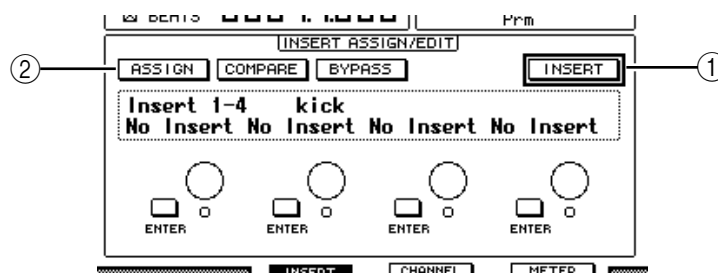 BEATS Prm
INSERT ASSIGN/EDIT
② ASSIGN COMPARE BYPASS INSERT ①
Insert 1-4 kick
No Insert No Insert No Insert No Insert
ENTER ENTER ENTER ENTER
INSERT CHANNEL METER